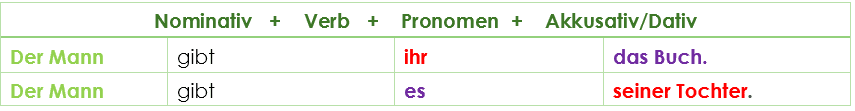 Nominativ + Verb + Pronomen + Akkusativ/Dativ
Der Mann gibt ihr das Buch.
Der Mann gibt es seiner Tochter.